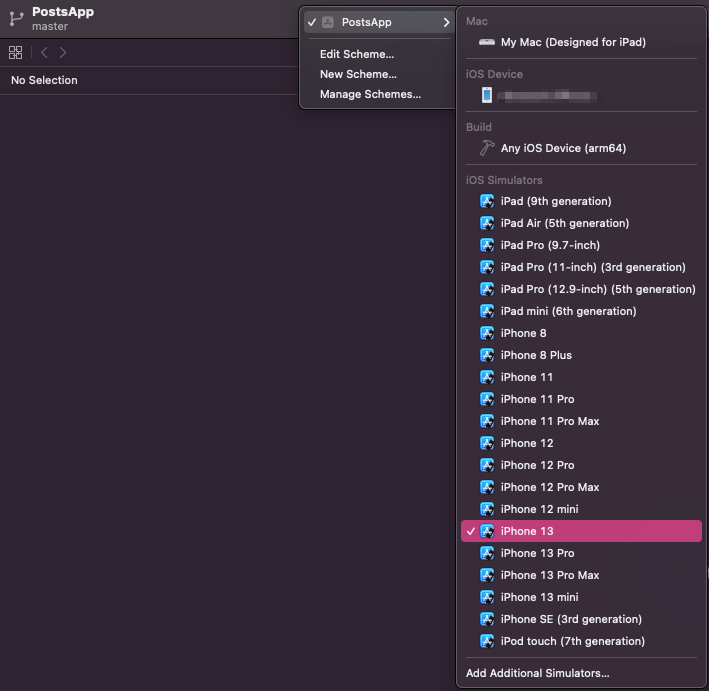 PostsApp
master
No Selection
PostsApp
Edit Scheme...
New Scheme...
Manage Schemes...
Mac
My Mac (Designed for iPad)
iOS Device
Build
Any iOS Device (arm64)
iOS Simulators
iPad (9th generation)
iPad Air (5th generation)
iPad Pro (9.7-inch)
iPad Pro (11-inch) (3rd generation)
iPad Pro (12.9-inch) (5th generation)
iPad mini (6th generation)
iPhone 8
iPhone 8 Plus
iPhone 11
iPhone 11 Pro
iPhone 11 Pro Max
iPhone 12
iPhone 12 Pro
iPhone 12 Pro Max
iPhone 12 mini
iPhone 13
iPhone 13 Pro
iPhone 13 Pro Max
iPhone 13 mini
iPhone SE (3rd generation)
iPod touch (7th generation)
Add Additional Simulators...